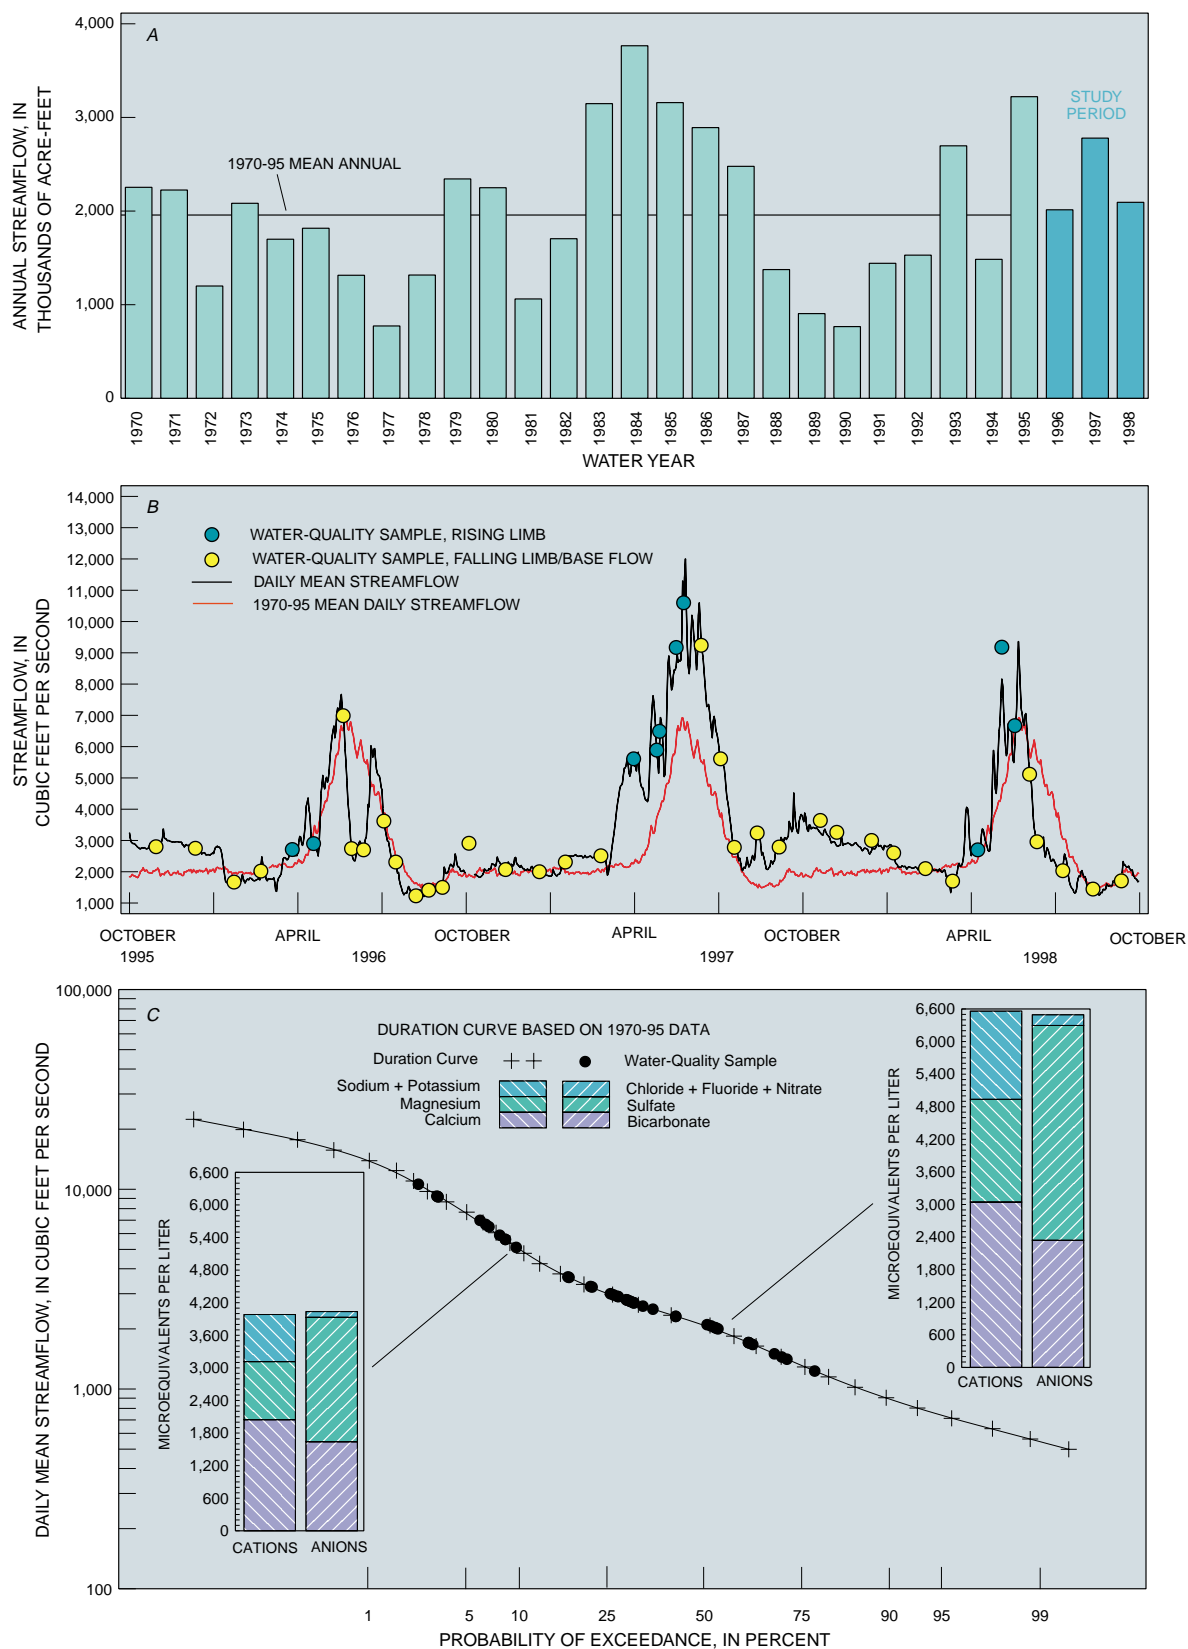 A
ANNUAL STREAMFLOW, IN
THOUSANDS OF ACRE-FEET
4,000
3,000
2,000
1,000
0
1970-95 MEAN ANNUAL
STUDY
PERIOD
1970 1971 1972 1973 1974 1975 1976 1977 1978 1979 1980 1981 1982 1983 1984 1985 1986 1987 1988 1989 1990 1991 1992 1993 1994 1995 1996 1997 1998
WATER YEAR
B
STREAMFLOW, IN
CUBIC FEET PER SECOND
14,000
13,000
12,000
11,000
10,000
9,000
8,000
7,000
6,000
5,000
4,000
3,000
2,000
1,000
WATER-QUALITY SAMPLE, RISING LIMB
WATER-QUALITY SAMPLE, FALLING LIMB/BASE FLOW
DAILY MEAN STREAMFLOW
1970-95 MEAN DAILY STREAMFLOW
OCTOBER APRIL OCTOBER APRIL OCTOBER APRIL OCTOBER
1995 1996 1997 1998
C
DAILY MEAN STREAMFLOW, IN CUBIC FEET PER SECOND
100,000
10,000
1,000
100
DURATION CURVE BASED ON 1970-95 DATA
Duration Curve Water-Quality Sample
Sodium + Potassium Chloride + Fluoride + Nitrate
Magnesium Sulfate
Calcium Bicarbonate
MICROEQUIVALENTS PER LITER
6,600
6,000
5,400
4,800
4,200
3,600
3,000
2,400
1,800
1,200
600
0
CATIONS ANIONS
MICROEQUIVALENTS PER LITER
6,600
6,000
5,400
4,800
4,200
3,600
3,000
2,400
1,800
1,200
600
0
CATIONS ANIONS
1 5 10 25 50 75 90 95 99
PROBABILITY OF EXCEEDANCE, IN PERCENT